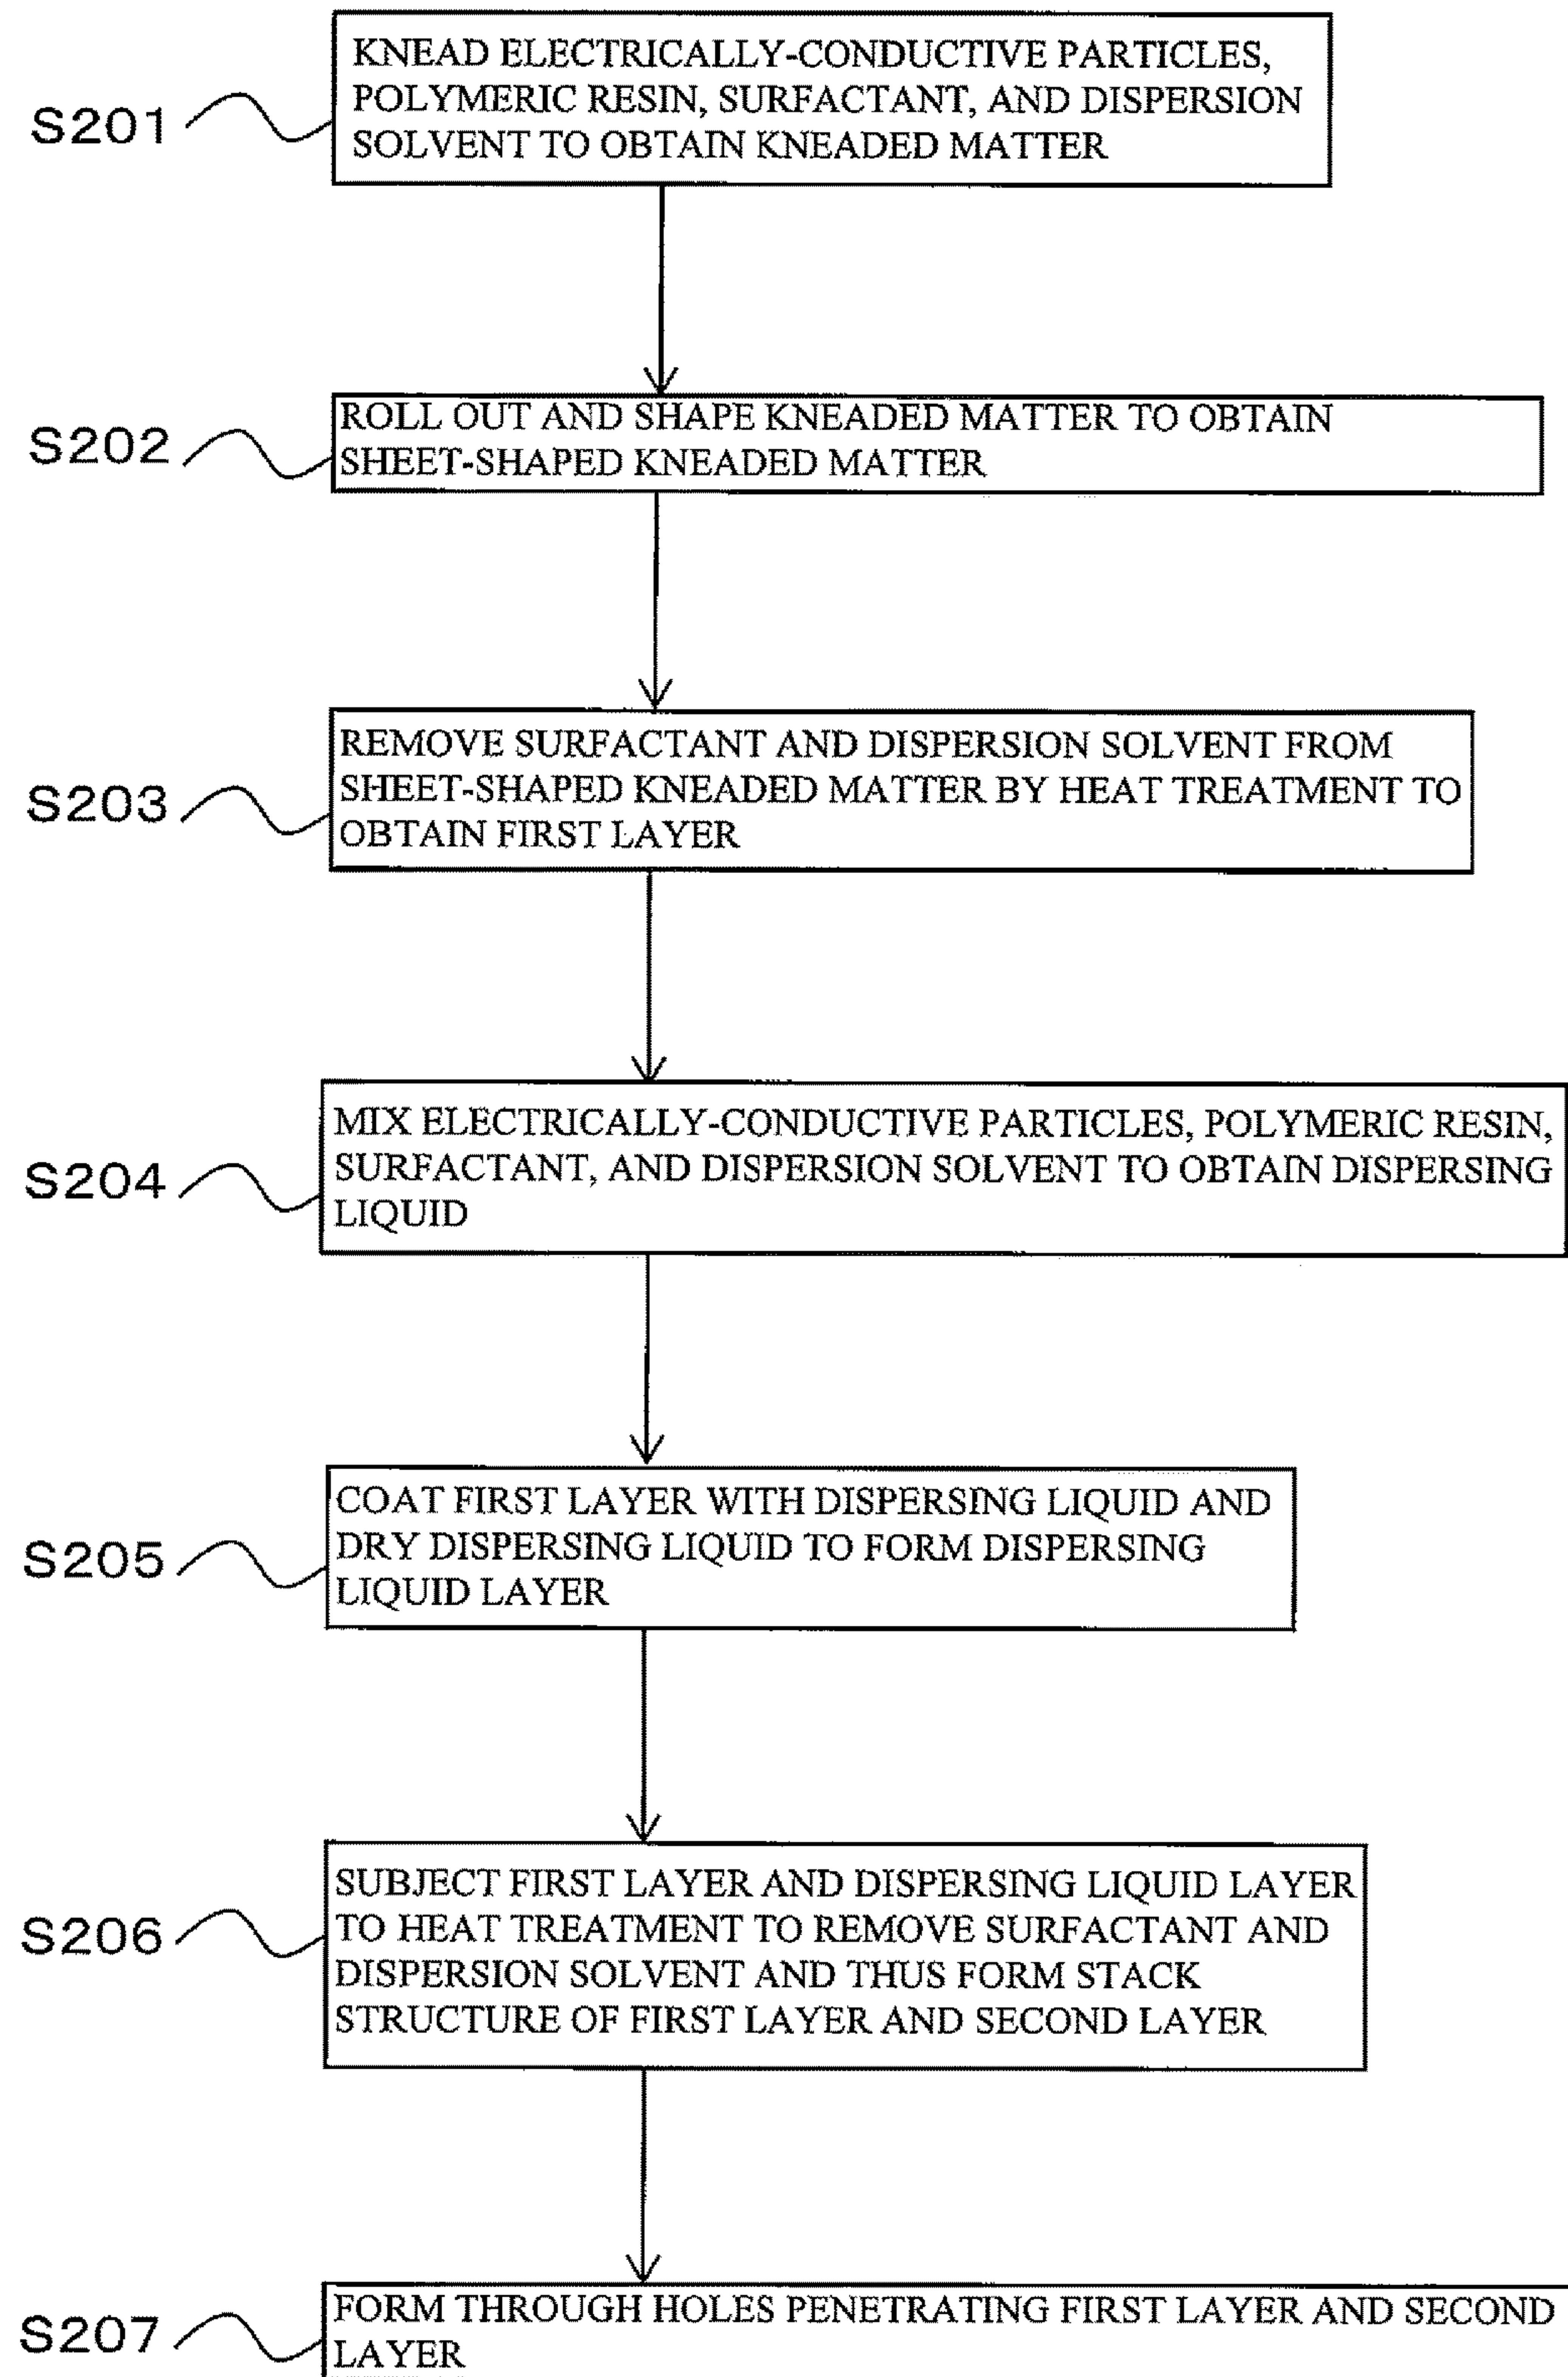 S201
KNEAD ELECTRICALLY-CONDUCTIVE PARTICLES,
POLYMERIC RESIN, SURFACTANT, AND DISPERSION
SOLVENT TO OBTAIN KNEADED MATTER
S202
ROLL OUT AND SHAPE KNEADED MATTER TO OBTAIN
SHEET-SHAPED KNEADED MATTER
S203
REMOVE SURFACTANT AND DISPERSION SOLVENT FROM
SHEET-SHAPED KNEADED MATTER BY HEAT TREATMENT TO
OBTAIN FIRST LAYER
S204
MIX ELECTRICALLY-CONDUCTIVE PARTICLES, POLYMERIC RESIN,
SURFACTANT, AND DISPERSION SOLVENT TO OBTAIN DISPERSING
LIQUID
S205
COAT FIRST LAYER WITH DISPERSING LIQUID AND
DRY DISPERSING LIQUID TO FORM DISPERSING
LIQUID LAYER
S206
SUBJECT FIRST LAYER AND DISPERSING LIQUID LAYER
TO HEAT TREATMENT TO REMOVE SURFACTANT AND
DISPERSION SOLVENT AND THUS FORM STACK
STRUCTURE OF FIRST LAYER AND SECOND LAYER
S207
FORM THROUGH HOLES PENETRATING FIRST LAYER AND SECOND
LAYER